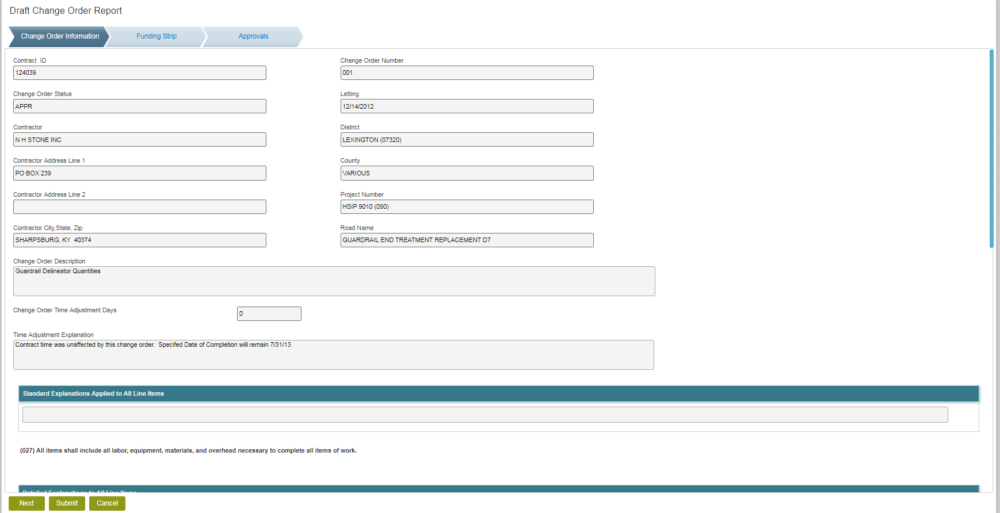 Draft Change Order Report
Change Order Information
Funding Strip
Approvals
Contract  ID
Change Order Number
124039
001
Change Order Status
Letting
APPR
12/14/2012
Contractor
District
N H STONE INC
LEXINGTON (07320)
Contractor Address Line 1
County
PO BOX 239
VARIOUS
Contractor Address Line 2
Project Number
HSIP 9010 (090)
Contractor City,State, Zip
Road Name
SHARPSBURG, KY  40374
GUARDRAIL END TREATMENT REPLACEMENT D7
Change Order Description
Guardrail Delineator Quantities
Change Order Time Adjustment Days
0
Time Adjustment Explanation
Contract time was unaffected by this change order.  Specifed Date of Completion will remain 7/31/13
Standard Explanations Applied to All Line Items
(027) All items shall include all labor, equipment, materials, and overhead necessary to complete all items of work.
Detailed Explanations to All Line Items
Next
Submit
Cancel